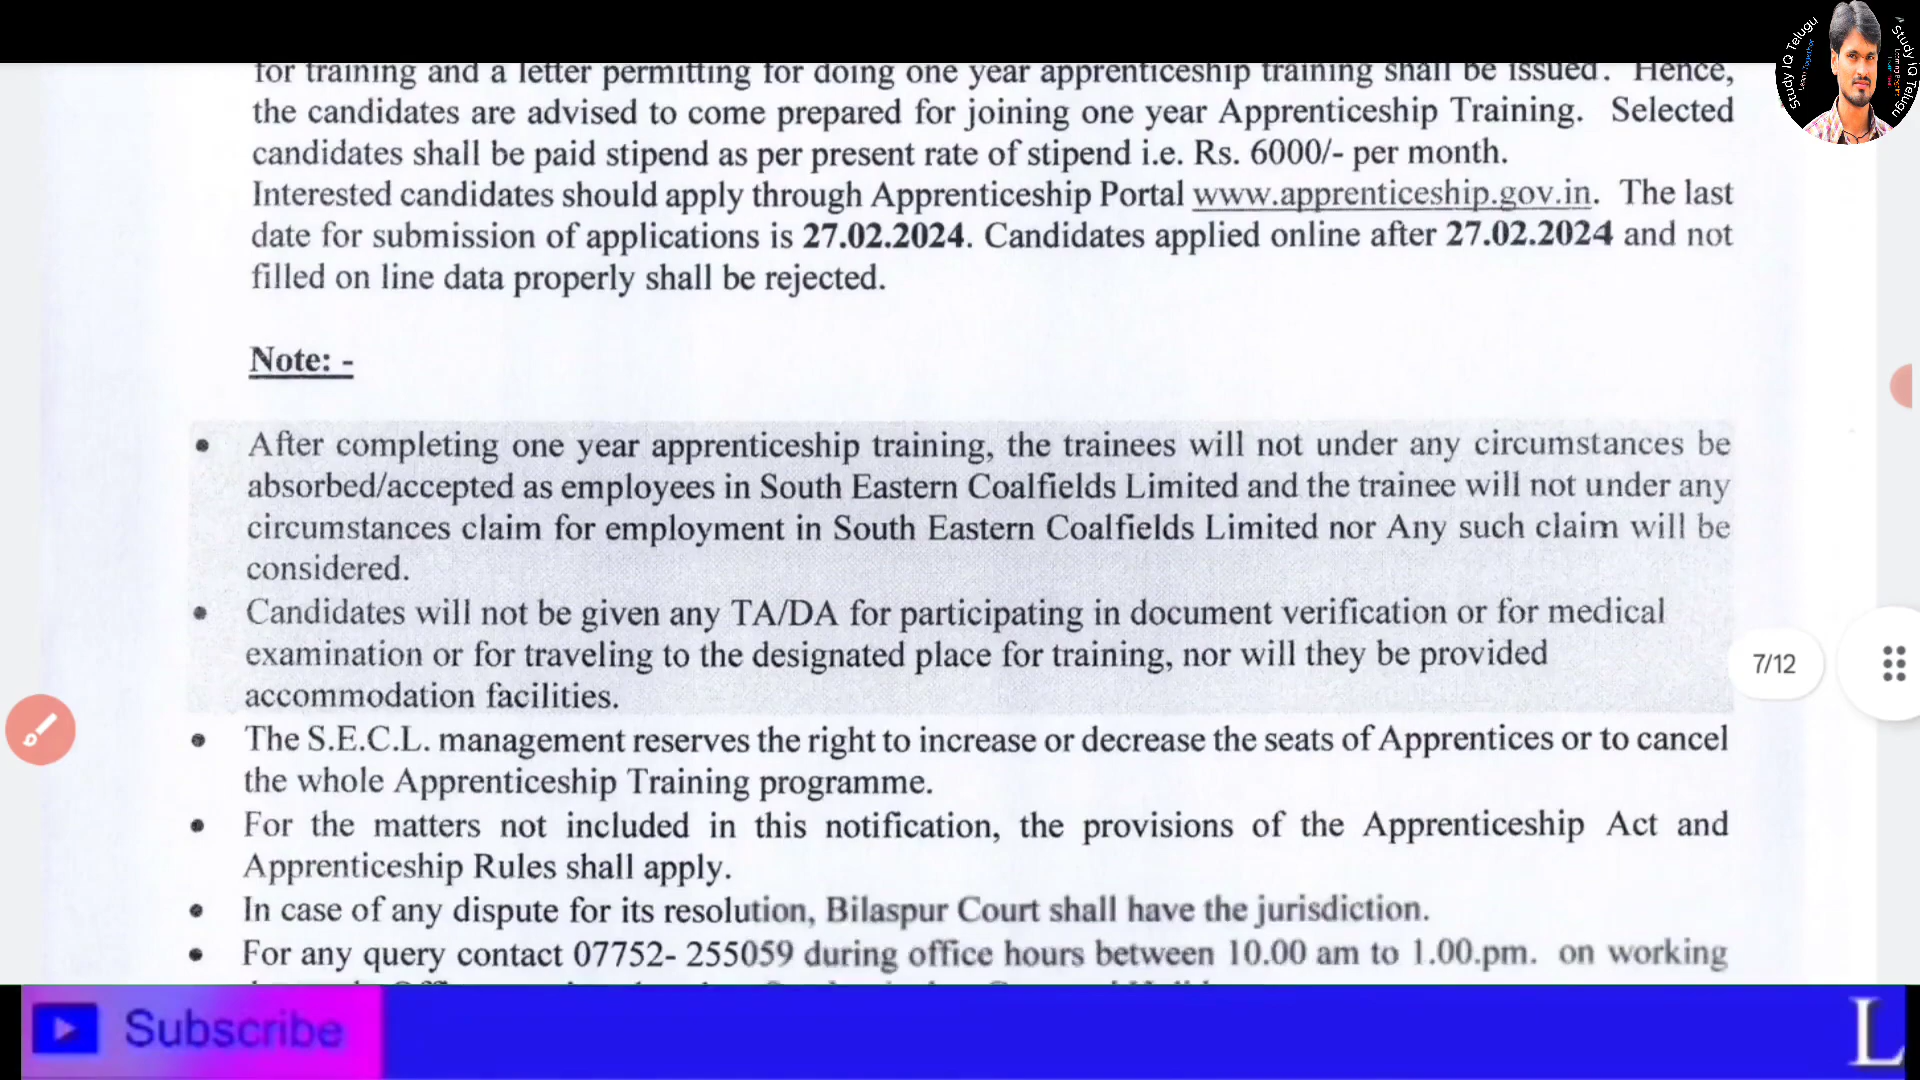 for training and a letter permitting for doing one year apprenticeship training shall be issued. Hence,
the candidates are advised to come prepared for joining one year Apprenticeship Training. Selected
candidates shall be paid stipend as per present rate of stipend i.e. Rs. 6000/- per month.
Interested candidates should apply through Apprenticeship Portal www.apprenticeship.gov.in. The last
date for submission of applications is 27.02.2024. Candidates applied online after 27.02.2024 and not
filled on line data properly shall be rejected.
Note: -
• After completing one year apprenticeship training, the trainees will not under any circumstances be
absorbed/accepted as employees in South Eastern Coalfields Limited and the trainee will not under any
circumstances claim for employment in South Eastern Coalfields Limited nor Any such claim will be
considered.
• Candidates will not be given any TA/DA for participating in document verification or for medical
examination or for traveling to the designated place for training, nor will they be provided
accommodation facilities.
• The S.E.C.L. management reserves the right to increase or decrease the seats of Apprentices or to cancel
the whole Apprenticeship Training programme.
• For the matters not included in this notification, the provisions of the Apprenticeship Act and
Apprenticeship Rules shall apply.
• In case of any dispute for its resolution, Bilaspur Court shall have the jurisdiction.
• For any query contact 07752- 255059 during office hours between 10.00 am to 1.00.pm. on working
7/12
Study IQ Telugu
Study IQ Telugu
Subscribe
L